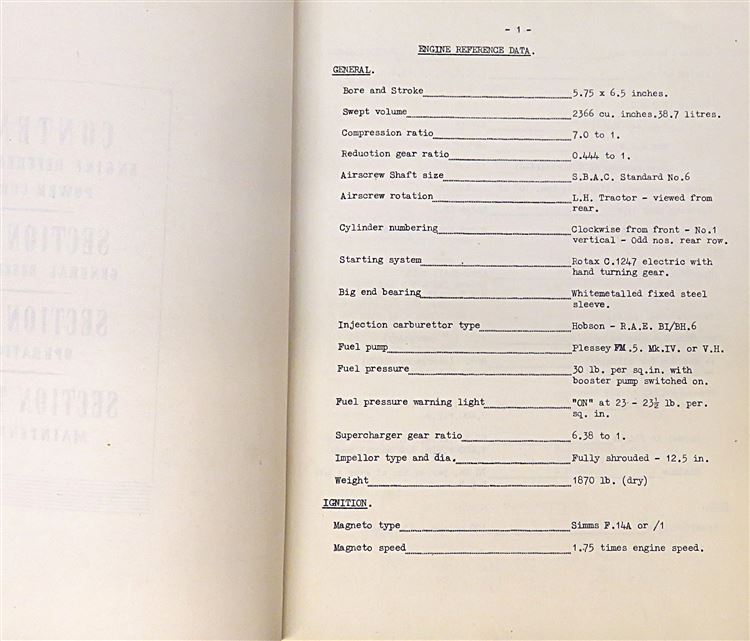 - 1 -
ENGINE REFERENCE DATA.
GENERAL.
Bore and Stroke 5.75 x 6.5 inches.
Swept volume 2366 cu. inches.38.7 litres.
Compression ratio 7.0 to 1.
Reduction gear ratio 0.444 to 1.
Airscrew Shaft size S.B.A.C. Standard No.6
Airscrew rotation L.H. Tractor - viewed from
rear.
Cylinder numbering Clockwise from front - No.1
vertical - Odd nos. rear row.
Starting system Rotax C.1247 electric with
hand turning gear.
Big end bearing Whitemetalled fixed steel
sleeve.
Injection carburettor type Hobson - R.A.E. BI/BH.6
Fuel pump Plessey FM.5. Mk.IV. or V.H.
Fuel pressure 30 lb. per sq.in. with
booster pump switched on.
Fuel pressure warning light "ON" at 23 - 23½ lb. per.
sq. in.
Supercharger gear ratio 6.38 to 1.
Impellor type and dia. Fully shrouded - 12.5 in.
Weight 1870 lb. (dry)
IGNITION.
Magneto type Simms F.14A or /1
Magneto speed 1.75 times engine speed.